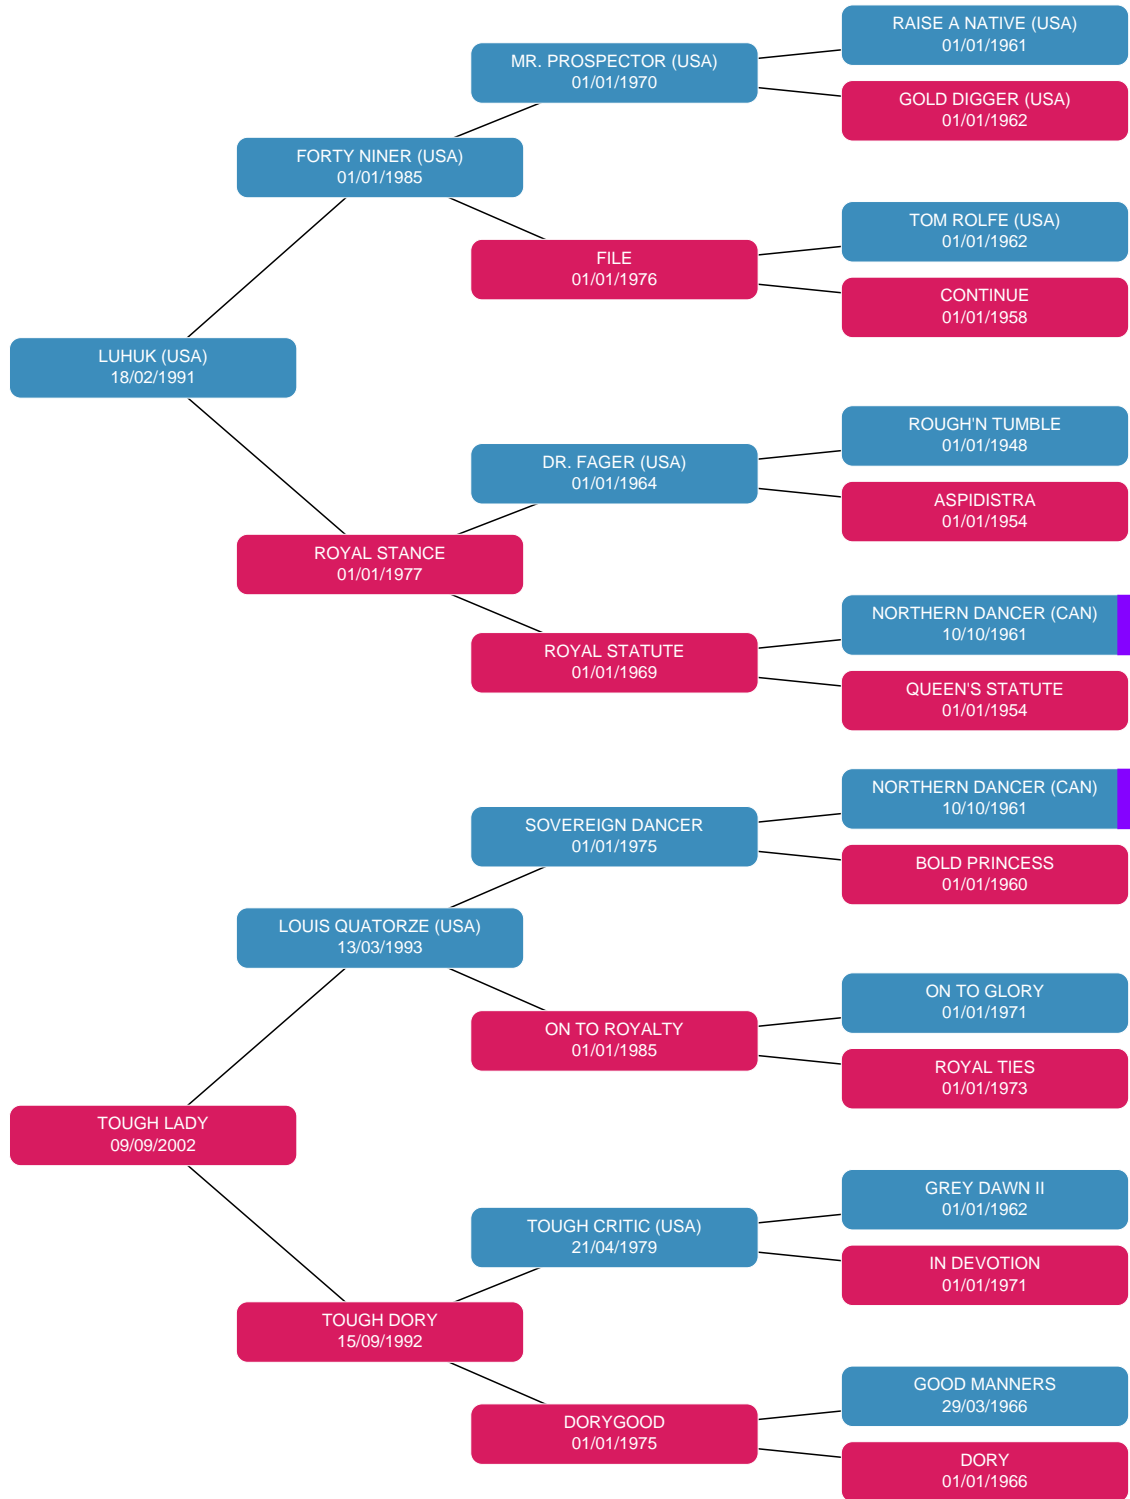 RAISE A NATIVE (USA)
01/01/1961
MR. PROSPECTOR (USA)
01/01/1970
GOLD DIGGER (USA)
01/01/1962
FORTY NINER (USA)
01/01/1985
TOM ROLFE (USA)
01/01/1962
FILE
01/01/1976
CONTINUE
01/01/1958
LUHUK (USA)
18/02/1991
ROUGH'N TUMBLE
01/01/1948
DR. FAGER (USA)
01/01/1964
ASPIDISTRA
01/01/1954
ROYAL STANCE
01/01/1977
NORTHERN DANCER (CAN)
10/10/1961
ROYAL STATUTE
01/01/1969
QUEEN'S STATUTE
01/01/1954
NORTHERN DANCER (CAN)
10/10/1961
SOVEREIGN DANCER
01/01/1975
BOLD PRINCESS
01/01/1960
LOUIS QUATORZE (USA)
13/03/1993
ON TO GLORY
01/01/1971
ON TO ROYALTY
01/01/1985
ROYAL TIES
01/01/1973
TOUGH LADY
09/09/2002
GREY DAWN II
01/01/1962
TOUGH CRITIC (USA)
21/04/1979
IN DEVOTION
01/01/1971
TOUGH DORY
15/09/1992
GOOD MANNERS
29/03/1966
DORYGOOD
01/01/1975
DORY
01/01/1966